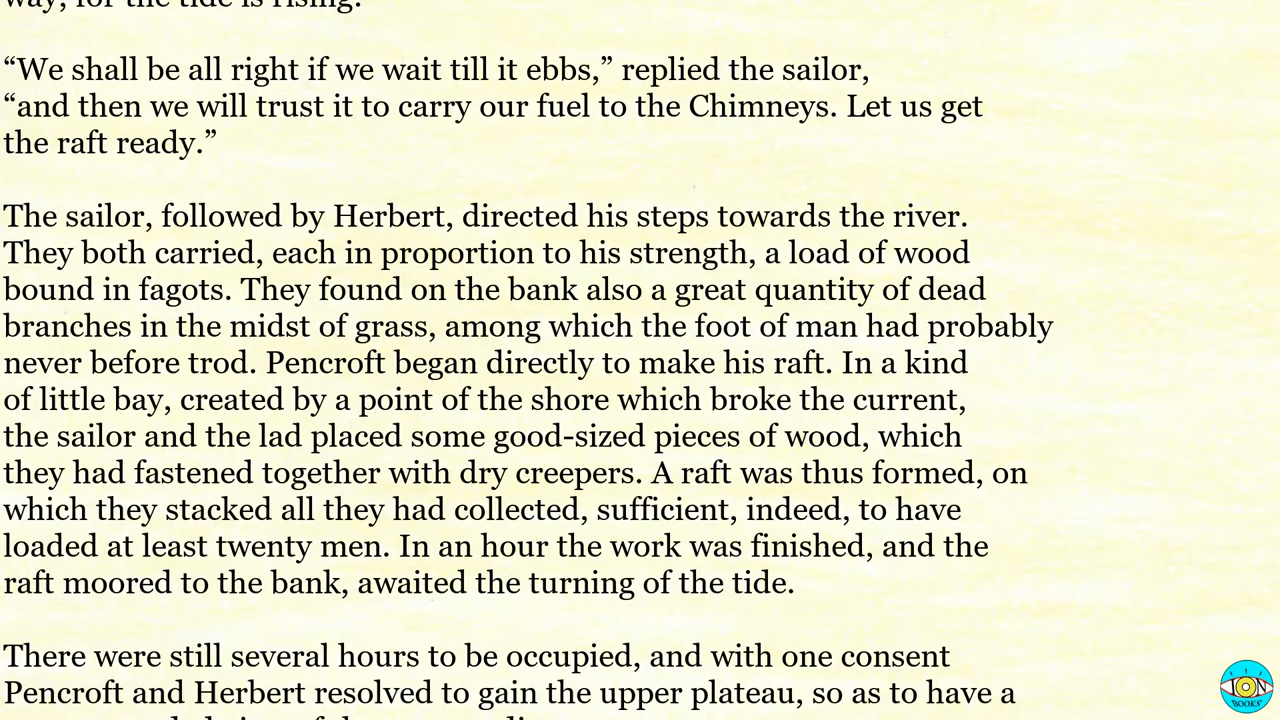 way, for the tide is rising.
“We shall be all right if we wait till it ebbs,” replied the sailor,
“and then we will trust it to carry our fuel to the Chimneys. Let us get
the raft ready.”
The sailor, followed by Herbert, directed his steps towards the river.
They both carried, each in proportion to his strength, a load of wood
bound in fagots. They found on the bank also a great quantity of dead
branches in the midst of grass, among which the foot of man had probably
never before trod. Pencroft began directly to make his raft. In a kind
of little bay, created by a point of the shore which broke the current,
the sailor and the lad placed some good-sized pieces of wood, which
they had fastened together with dry creepers. A raft was thus formed, on
which they stacked all they had collected, sufficient, indeed, to have
loaded at least twenty men. In an hour the work was finished, and the
raft moored to the bank, awaited the turning of the tide.
There were still several hours to be occupied, and with one consent
Pencroft and Herbert resolved to gain the upper plateau, so as to have a
ION
BOOKS